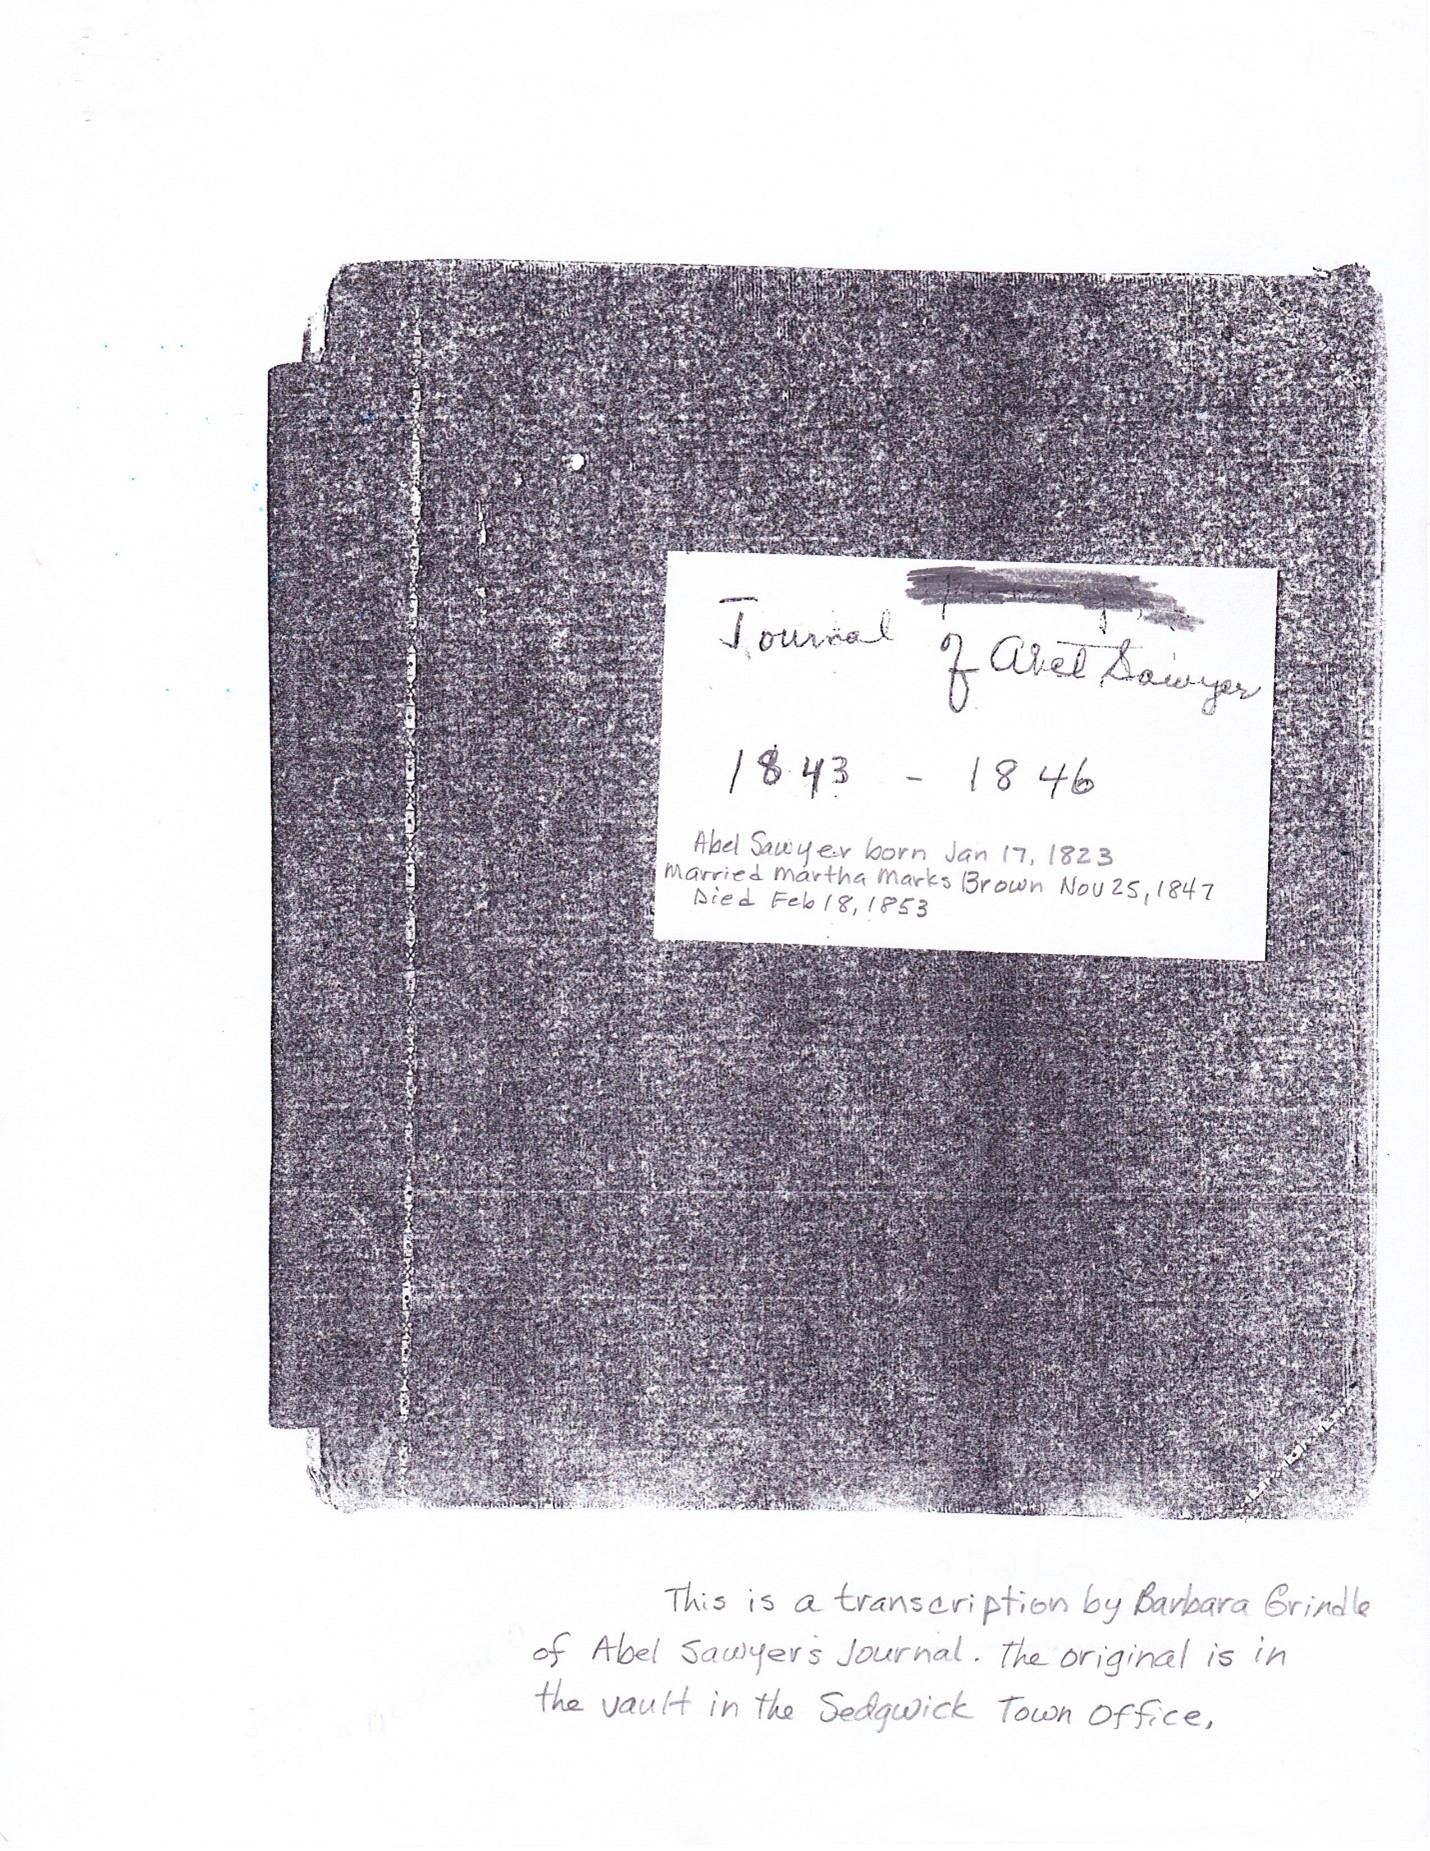 Journal
of Abel Sawyer
1843 - 1846
Abel Sawyer born Jan 17, 1823
Married Martha Marks Brown Nov 25, 1847
Died Feb 18, 1853
This is a transcription by Barbara Grindle
of Abel Sawyer's Journal. The original is in
the vault in the Sedgwick Town Office.